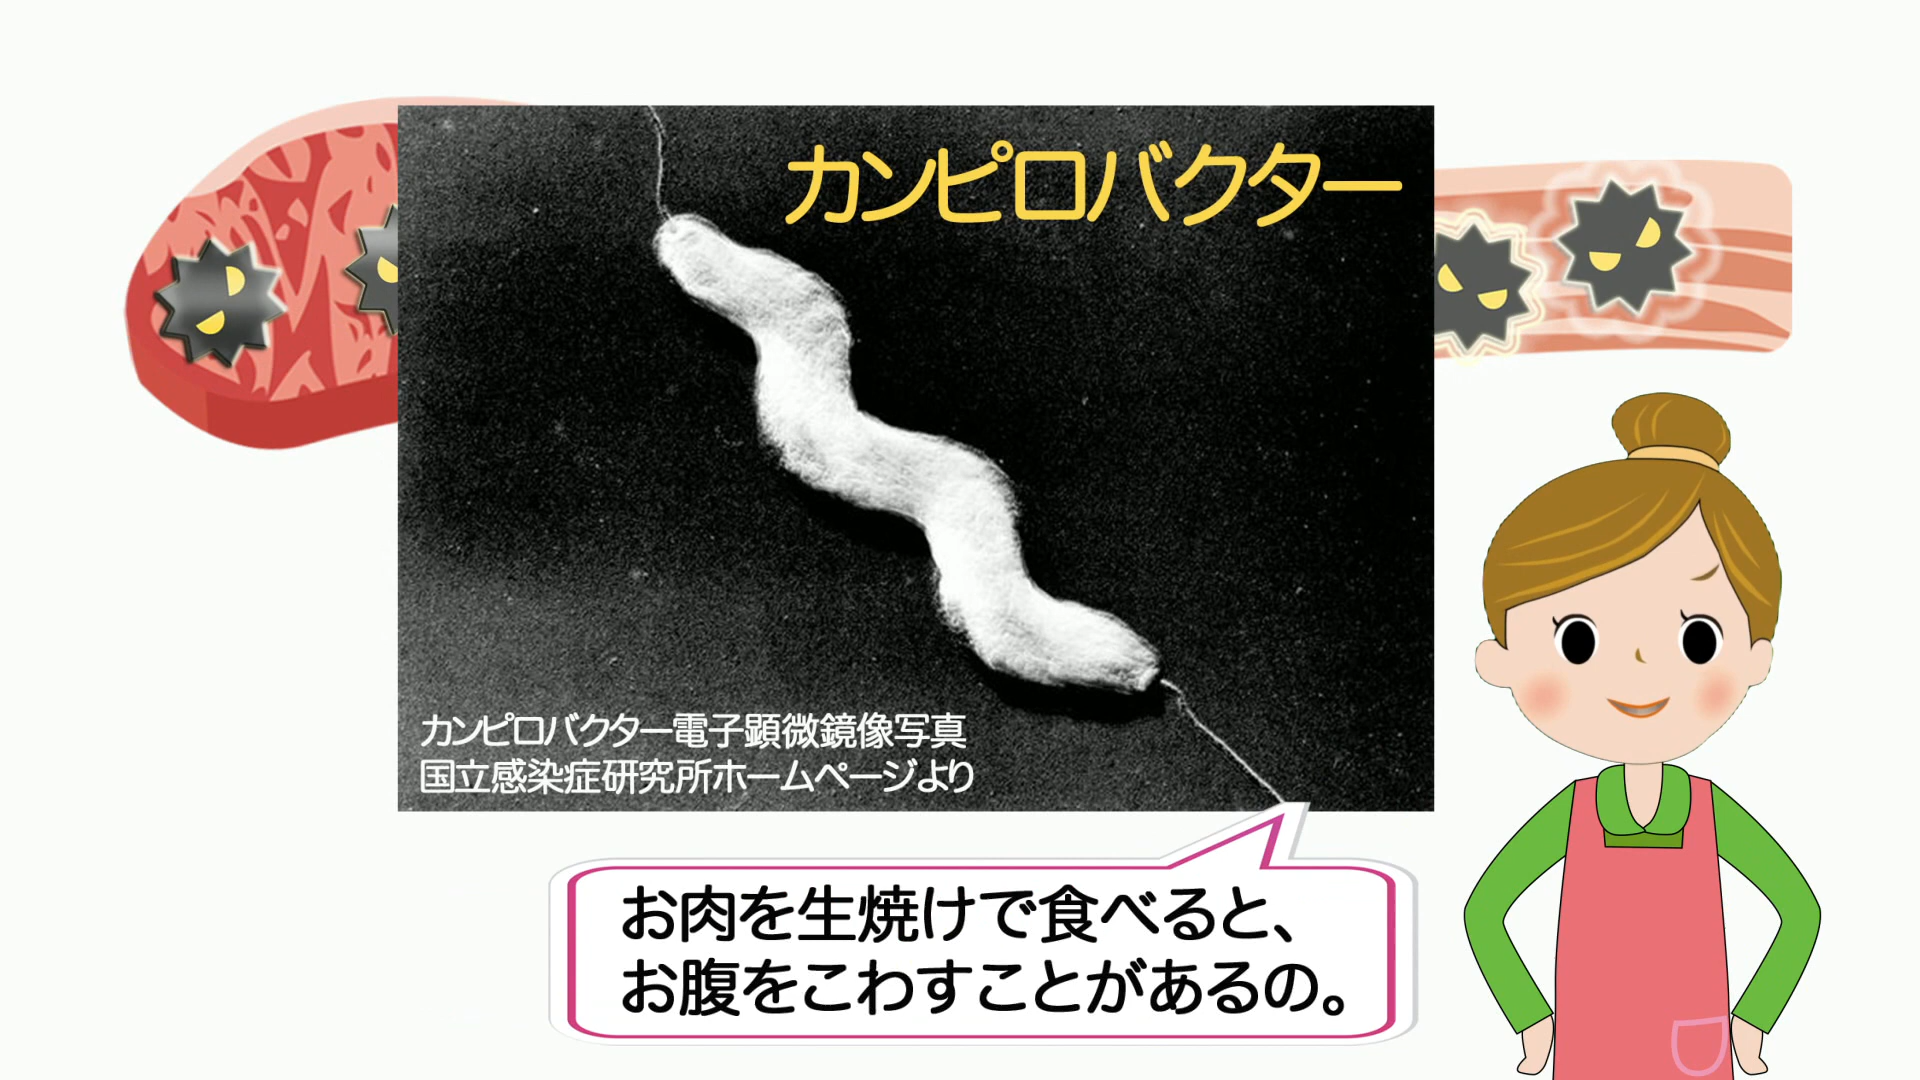 カンピロバクター
カンピロバクター電子顕微鏡像写真
国立感染症研究所ホームページより
お肉を生焼けで食べると、
お腹をこわすことがあるの。